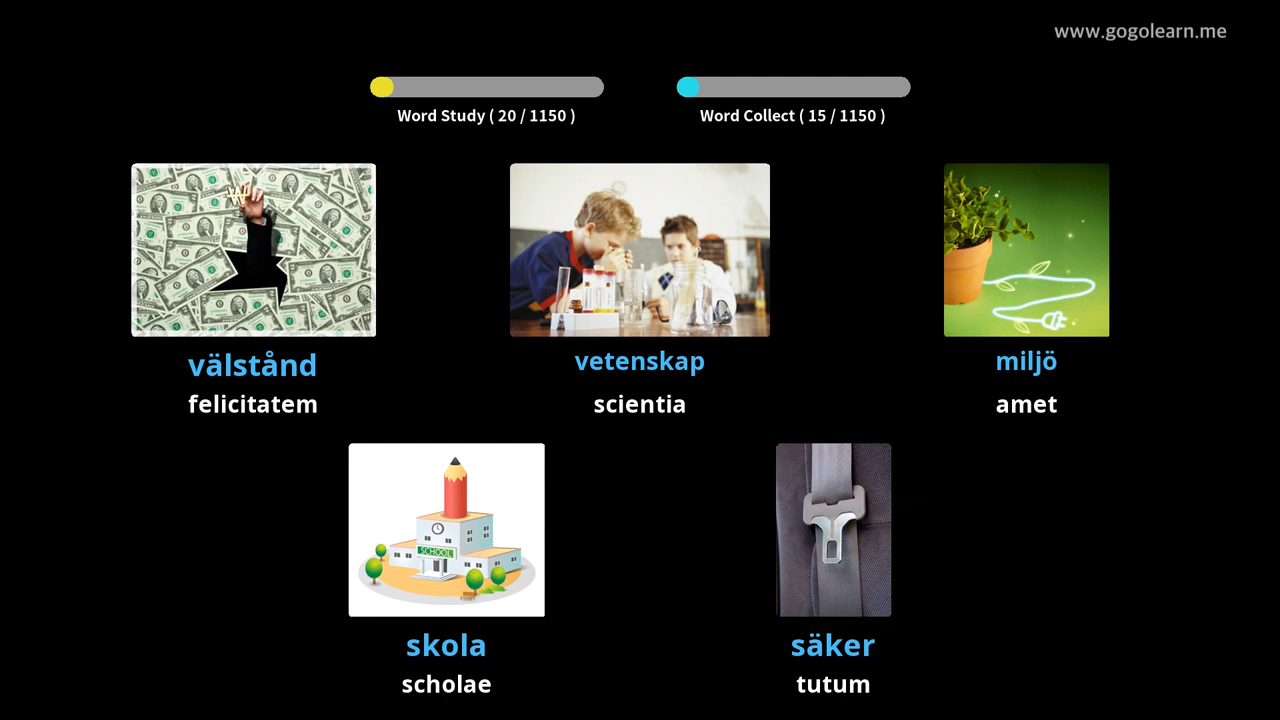 www.gogolearn.me
Word Study ( 20 / 1150 )
Word Collect ( 15 / 1150 )
välstånd
vetenskap
miljö
felicitatem
scientia
amet
SCHOOL
skola
säker
scholae
tutum